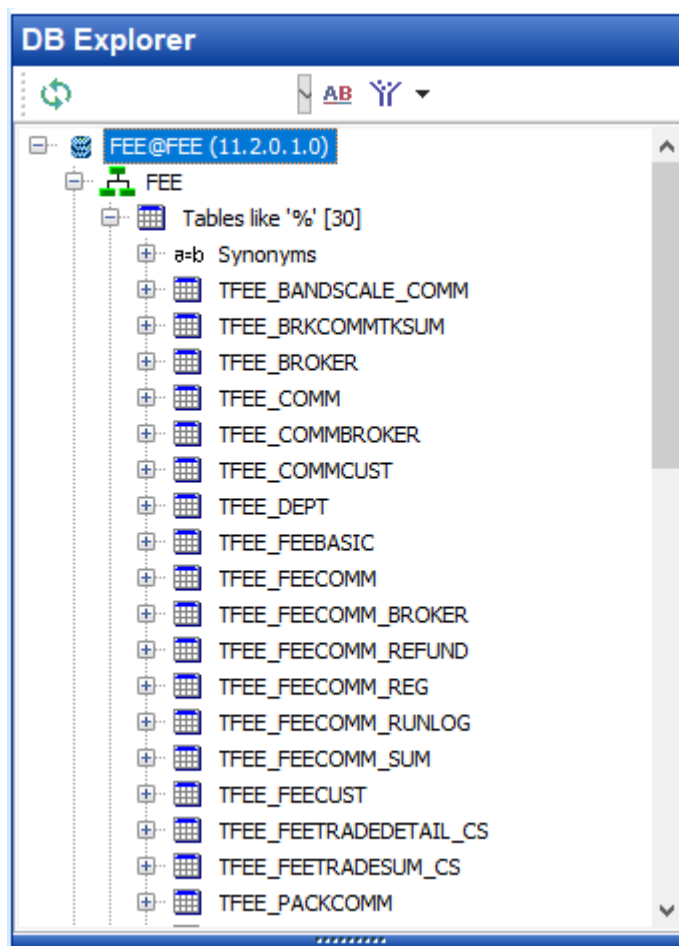 DB Explorer
AB
FEE@FEE (11.2.0.1.0)
FEE
Tables like '%' [30]
a=b Synonyms
TFEE_BANDSCALE_COMM
TFEE_BRKCOMMTKSUM
TFEE_BROKER
TFEE_COMM
TFEE_COMMBROKER
TFEE_COMMCUST
TFEE_DEPT
TFEE_FEEBASIC
TFEE_FEECOMM
TFEE_FEECOMM_BROKER
TFEE_FEECOMM_REFUND
TFEE_FEECOMM_REG
TFEE_FEECOMM_RUNLOG
TFEE_FEECOMM_SUM
TFEE_FEECUST
TFEE_FEETRADEDETAIL_CS
TFEE_FEETRADESUM_CS
TFEE_PACKCOMM